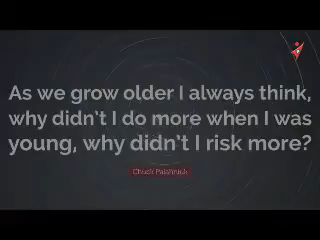 As we grow older I always think,
why didn't I do more when I was
young, why didn't I risk more?
Chuck Palahniuk